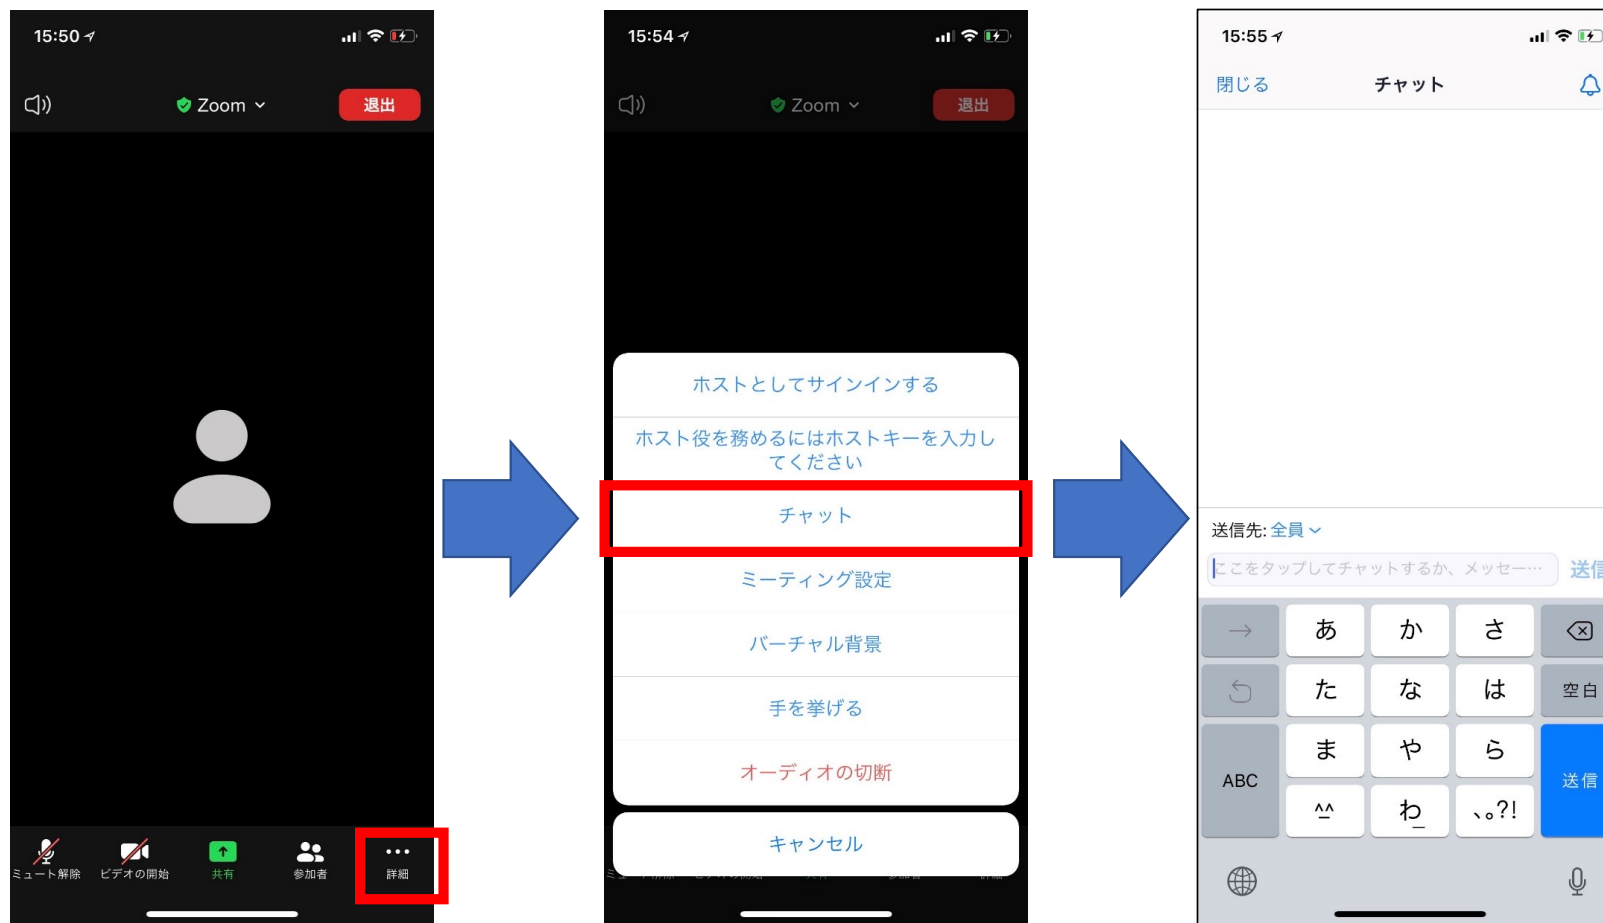 15:50
Zoom
退出
ミュート解除
ビデオの開始
共有
参加者
詳細
15:54
Zoom
退出
ホストとしてサインインする
ホスト役を務めるにはホストキーを入力し
てください
チャット
ミーティング設定
バーチャル背景
手を挙げる
オーディオの切断
キャンセル
15:55
閉じる
チャット
送信先: 全員
ここをタップしてチャットするか、メッセー…
送信
→
あ
か
さ
た
な
は
空白
ABC
ま
や
ら
送信
^^
わ
、。?!